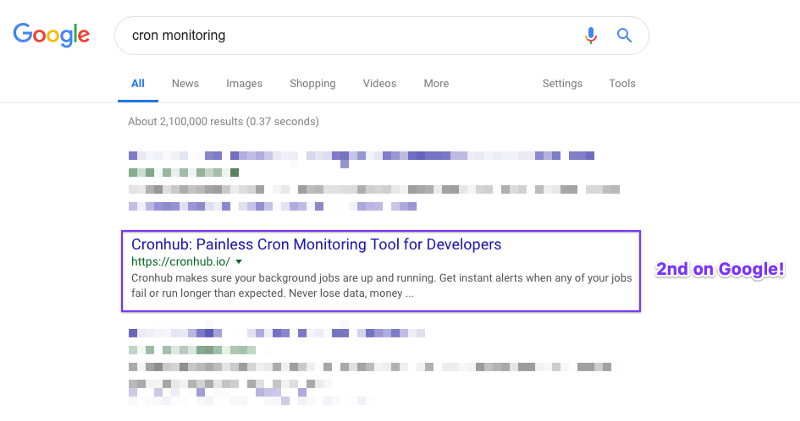 Google
cron monitoring
All News Images Shopping Videos More Settings Tools
About 2,100,000 results (0.37 seconds)
Cronhub: Painless Cron Monitoring Tool for Developers
https://cronhub.io/
Cronhub makes sure your background jobs are up and running. Get instant alerts when any of your jobs
fail or run longer than expected. Never lose data, money ...
2nd on Google!